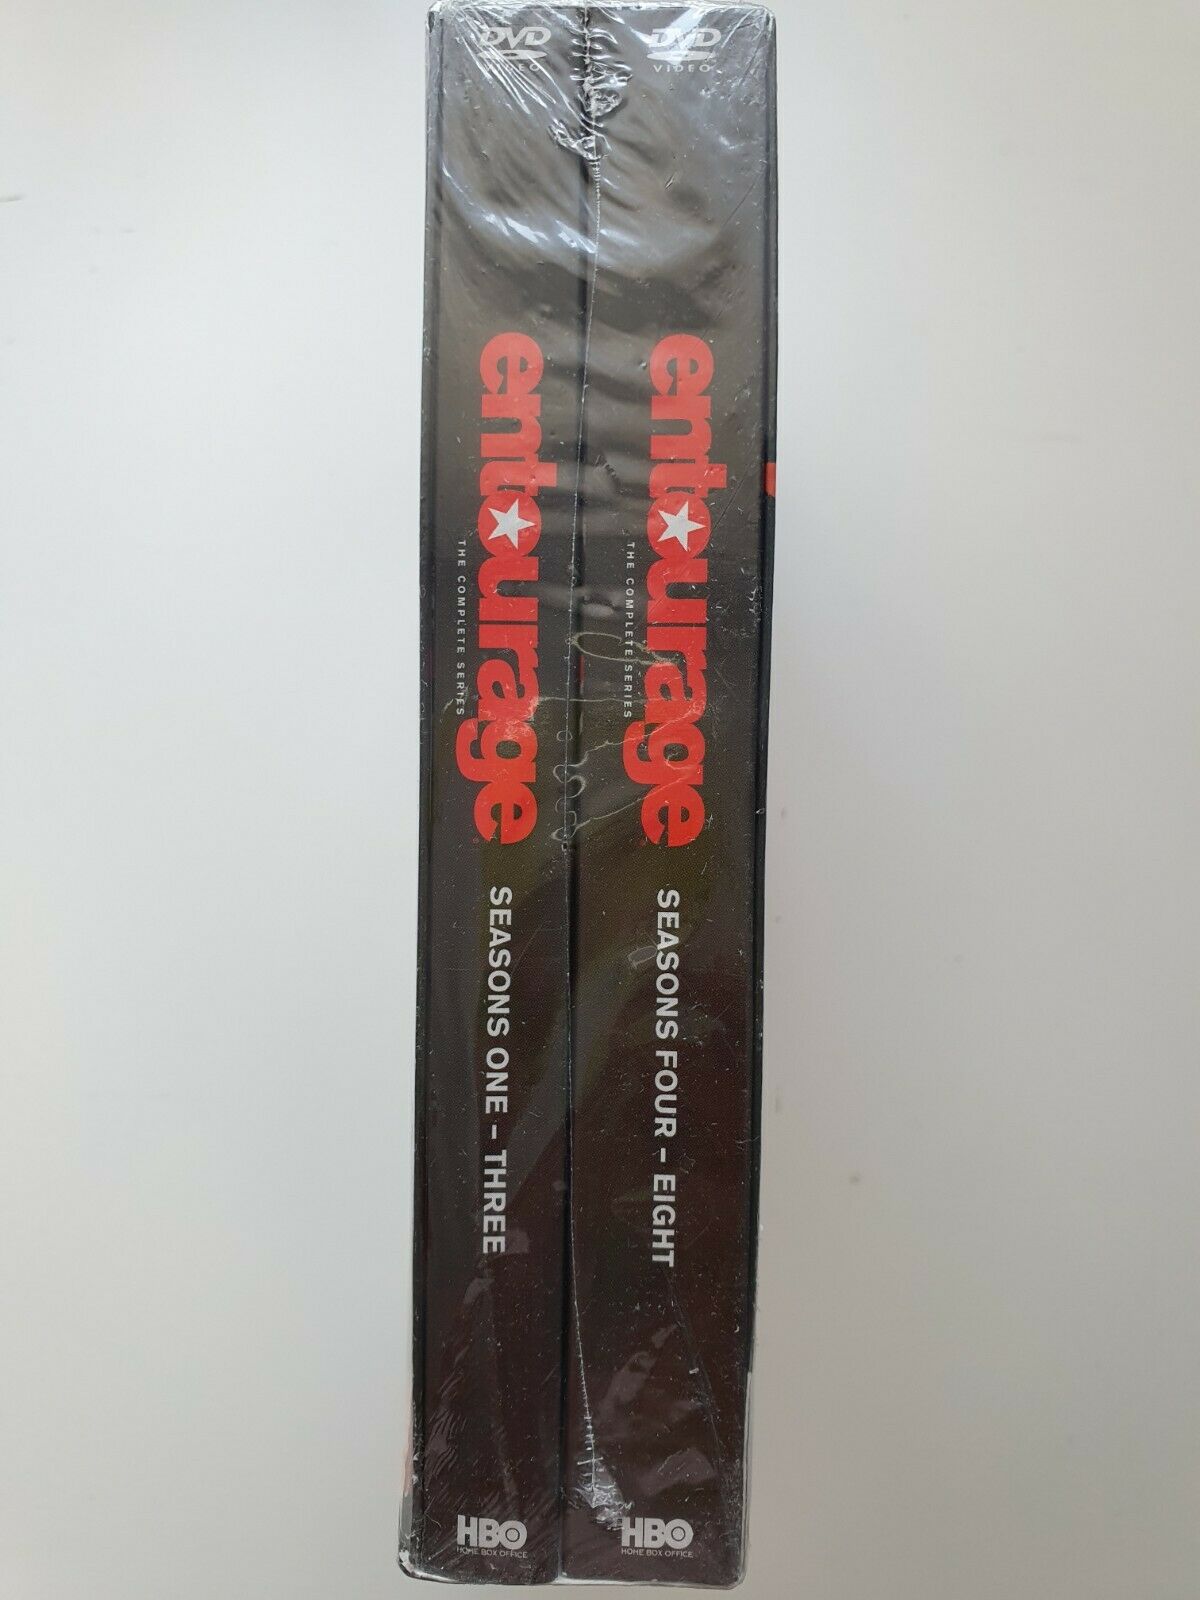 DVD
VIDEO
entourage
THE COMPLETE SERIES
SEASONS ONE – THREE
HBO
HOME BOX OFFICE
DVD
VIDEO
entourage
THE COMPLETE SERIES
SEASONS FOUR – EIGHT
HBO
HOME BOX OFFICE